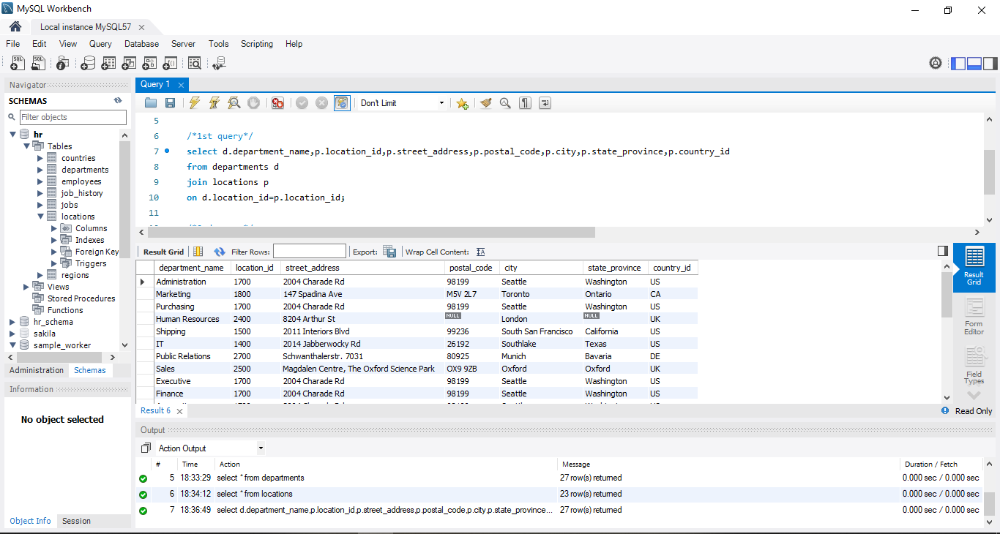 MySQL Workbench
Local instance MySQL57
File Edit View Query Database Server Tools Scripting Help
Navigator
SCHEMAS
Filter objects
hr
Tables
countries
departments
employees
job_history
jobs
locations
Columns
Indexes
Foreign Key
Triggers
regions
Views
Stored Procedures
Functions
hr_schema
sakila
sample_worker
Administration Schemas
Information
No object selected
Object Info Session
Query 1
Don't Limit
5
6 /*1st query*/
7 select d.department_name,p.location_id,p.street_address,p.postal_code,p.city,p.state_province,p.country_id
8 from departments d
9 join locations p
10 on d.location_id=p.location_id;
11
Result Grid Filter Rows: Export: Wrap Cell Content:
department_name location_id street_address postal_code city state_province country_id
Administration 1700 2004 Charade Rd 98199 Seattle Washington US
Marketing 1800 147 Spadina Ave M5V 2L7 Toronto Ontario CA
Purchasing 1700 2004 Charade Rd 98199 Seattle Washington US
Human Resources 2400 8204 Arthur St NULL London NULL UK
Shipping 1500 2011 Interiors Blvd 99236 South San Francisco California US
IT 1400 2014 Jabberwocky Rd 26192 Southlake Texas US
Public Relations 2700 Schwanthalerstr. 7031 80925 Munich Bavaria DE
Sales 2500 Magdalen Centre, The Oxford Science Park OX9 9ZB Oxford Oxford UK
Executive 1700 2004 Charade Rd 98199 Seattle Washington US
Finance 1700 2004 Charade Rd 98199 Seattle Washington US
Result Grid
Form Editor
Field Types
Result 6
Read Only
Output
Action Output
# Time Action Message Duration / Fetch
5 18:33:29 select * from departments 27 row(s) returned 0.000 sec / 0.000 sec
6 18:34:12 select * from locations 23 row(s) returned 0.000 sec / 0.000 sec
7 18:36:49 select d.department_name,p.location_id,p.street_address,p.postal_code,p.city,p.state_province... 27 row(s) returned 0.000 sec / 0.000 sec